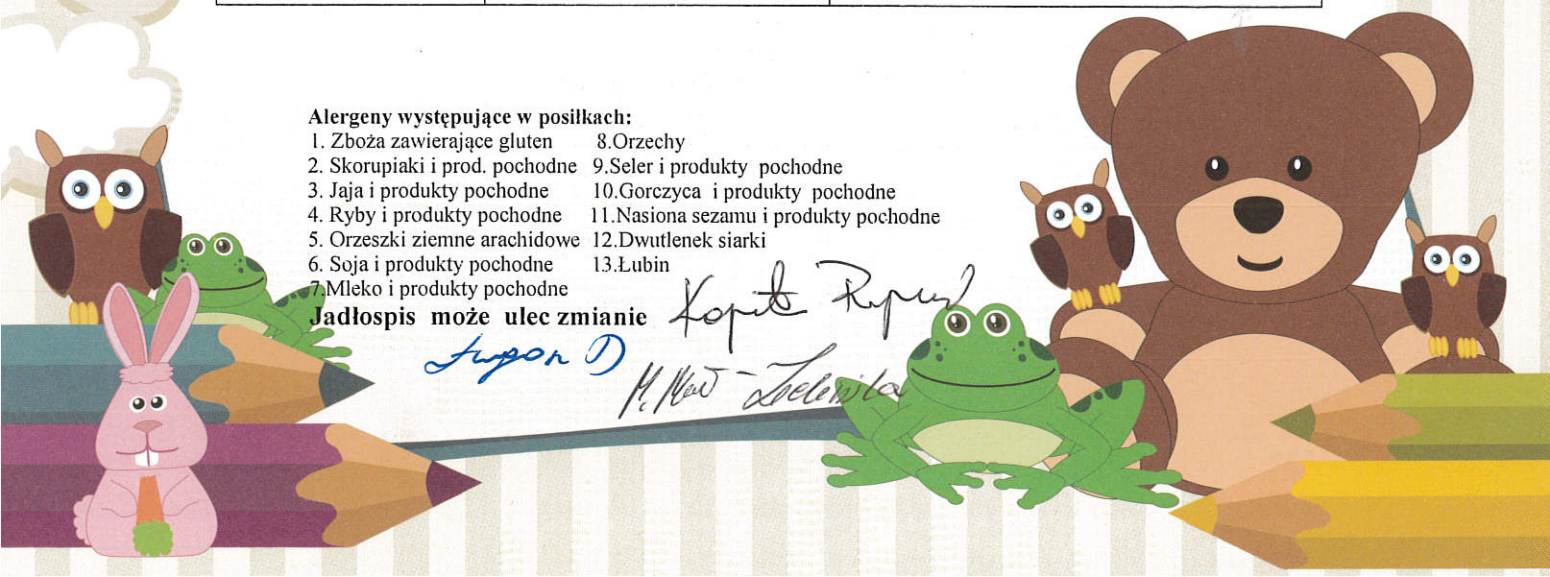 Alergeny występujące w posiłkach:
1. Zboża zawierające gluten 8.Orzechy
2. Skorupiaki i prod. pochodne 9.Seler i produkty pochodne
3. Jaja i produkty pochodne 10.Gorczyca i produkty pochodne
4. Ryby i produkty pochodne 11.Nasiona sezamu i produkty pochodne
5. Orzeszki ziemne arachidowe 12.Dwutlenek siarki
6. Soja i produkty pochodne 13.Łubin
7.Mleko i produkty pochodne
Jadłospis może ulec zmianie